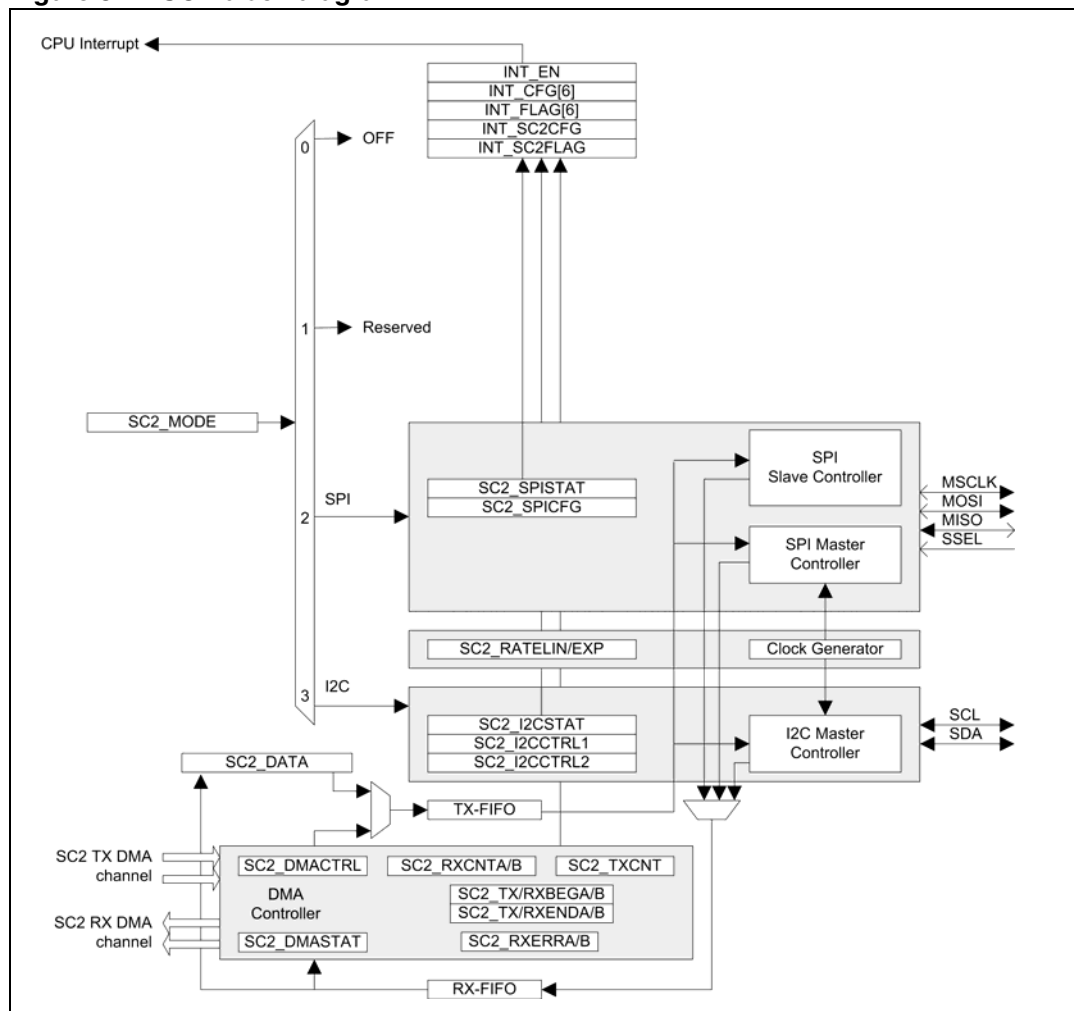 CPU Interrupt
INT_EN
INT_CFG[6]
INT_FLAG[6]
INT_SC2CFG
INT_SC2FLAG
0
OFF
1
Reserved
SC2_MODE
2
SPI
SC2_SPISTAT
SC2_SPICFG
SPI
Slave Controller
SPI Master
Controller
MSCLK
MOSI
MISO
SSEL
SC2_RATELIN/EXP
Clock Generator
3
I2C
SC2_I2CSTAT
SC2_I2CCTRL1
SC2_I2CCTRL2
I2C Master
Controller
SCL
SDA
SC2_DATA
TX-FIFO
SC2 TX DMA
channel
SC2_DMACTRL
SC2_RXCNTA/B
SC2_TXCNT
DMA
Controller
SC2_TX/RXBEGA/B
SC2_TX/RXENDA/B
SC2 RX DMA
channel
SC2_DMASTAT
SC2_RXERRA/B
RX-FIFO